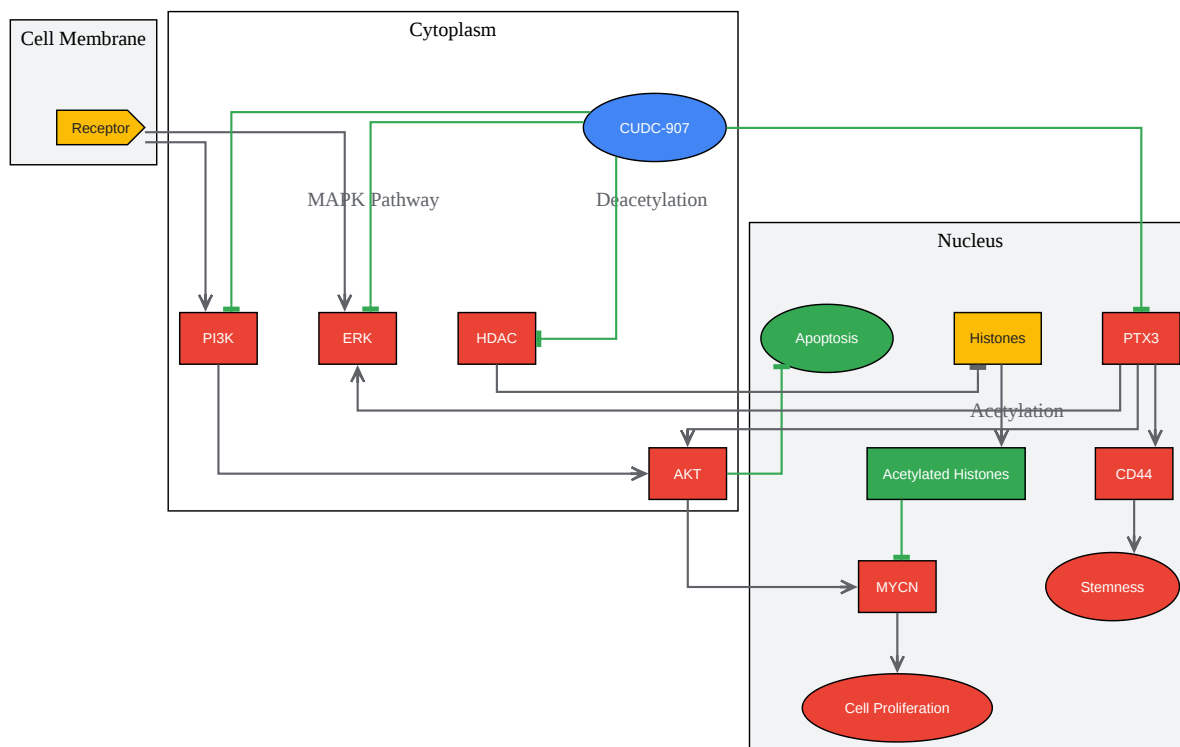 Cell Membrane
Cytoplasm
Receptor
CUDC-907
MAPK Pathway
Deacetylation
Nucleus
PI3K
ERK
HDAC
Apoptosis
Histones
PTX3
Acetylation
AKT
Acetylated Histones
CD44
MYCN
Stemness
Cell Proliferation